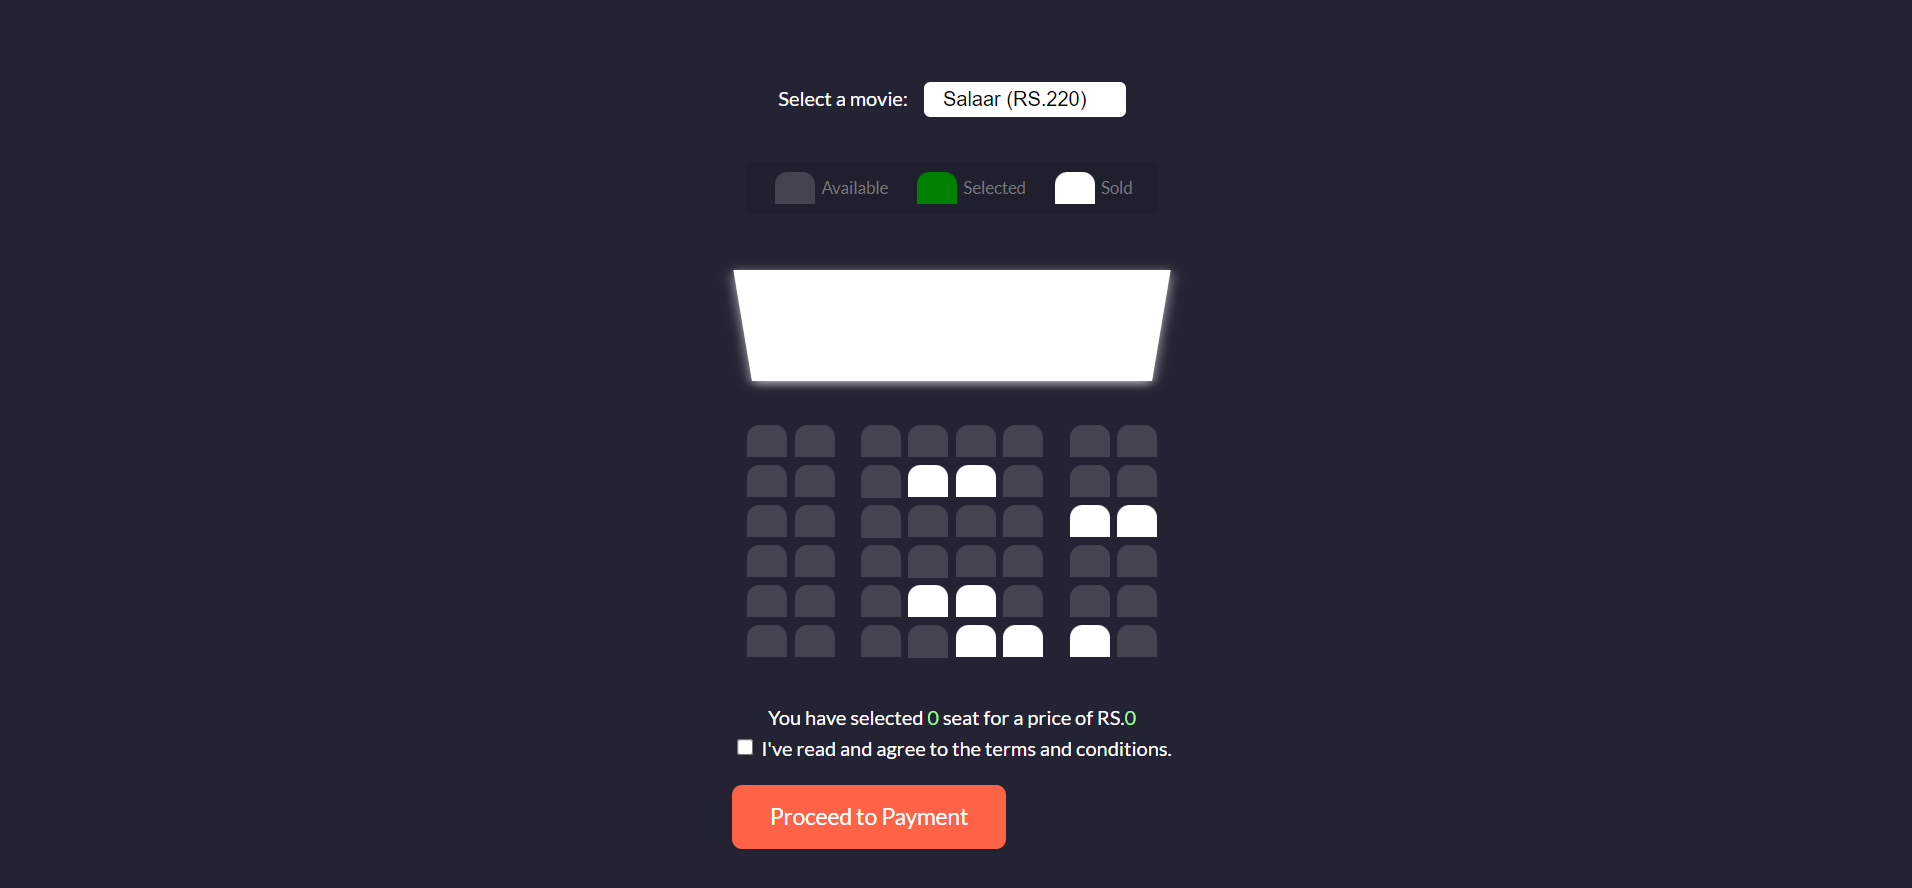 Select a movie: Salaar (RS.220)
Available Selected Sold
You have selected 0 seat for a price of RS.0
I've read and agree to the terms and conditions.
Proceed to Payment